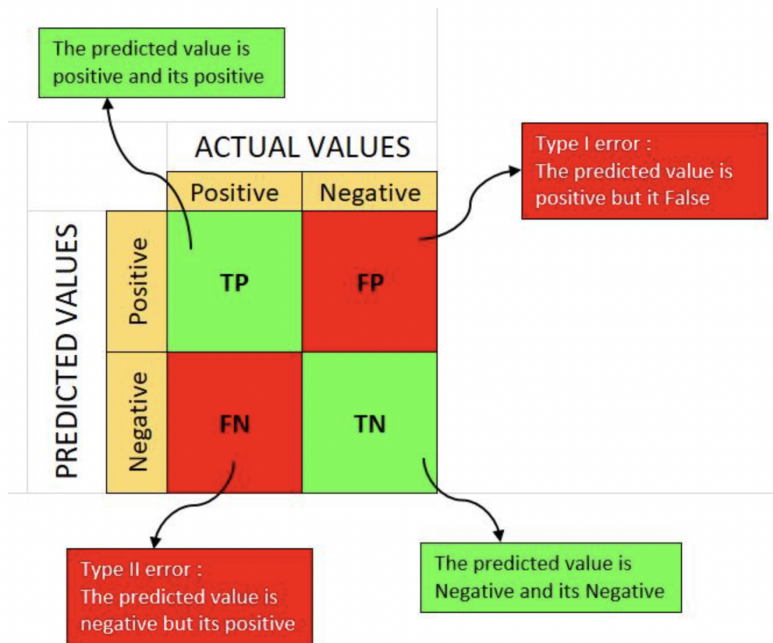 The predicted value is
positive and its positive
ACTUAL VALUES
Type I error :
The predicted value is
positive but it False
Positive
Negative
PREDICTED VALUES
Positive
TP
FP
Negative
FN
TN
Type II error :
The predicted value is
negative but its positive
The predicted value is
Negative and its Negative